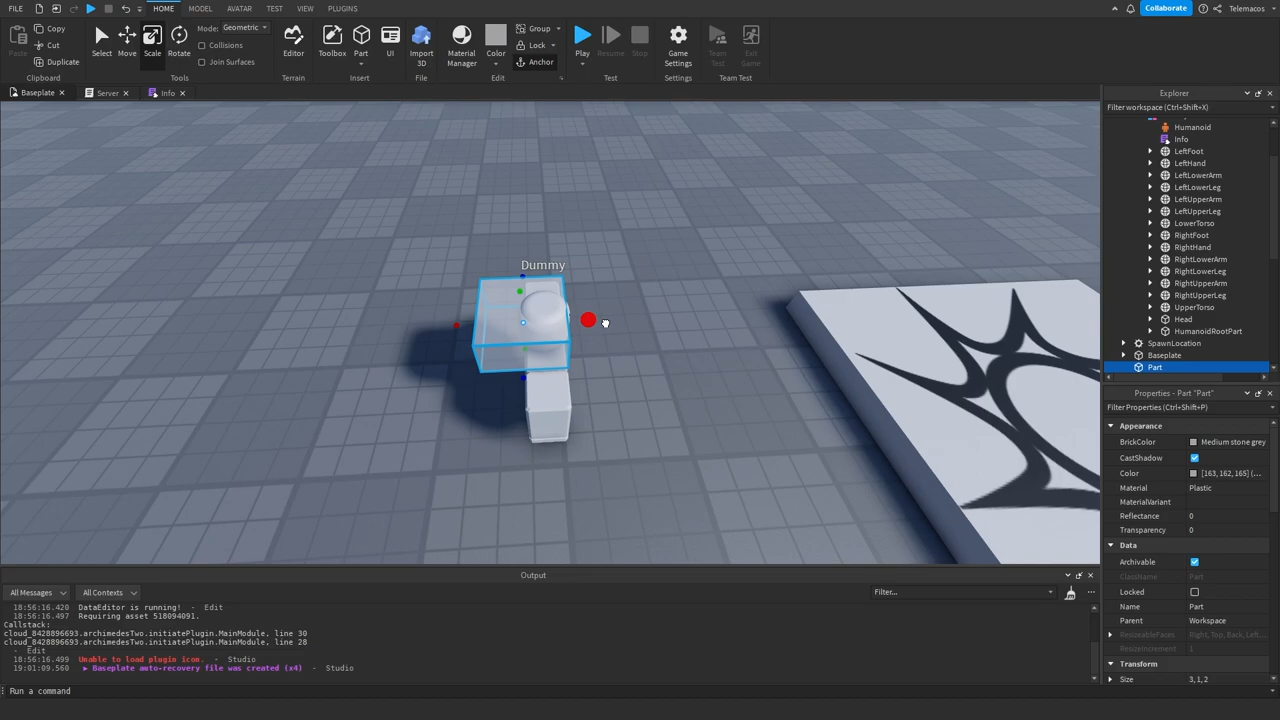 FILE HOME MODEL AVATAR TEST VIEW PLUGINS Collaborate Telemacos
Paste Copy Cut Duplicate Clipboard
Select Move Scale Rotate Mode: Geometric Collisions Join Surfaces Tools
Editor Terrain
Toolbox Part UI Insert
Import 3D File
Material Manager Color Group Lock Anchor Edit
Play Resume Stop Test
Game Settings Settings
Team Test Exit Game Team Test
Baseplate Server Info
Dummy
Explorer
Filter workspace (Ctrl+Shift+X)
Humanoid
Info
LeftFoot
LeftHand
LeftLowerArm
LeftLowerLeg
LeftUpperArm
LeftUpperLeg
LowerTorso
RightFoot
RightHand
RightLowerArm
RightLowerLeg
RightUpperArm
RightUpperLeg
UpperTorso
Head
HumanoidRootPart
SpawnLocation
Baseplate
Part
Properties - Part "Part"
Filter Properties (Ctrl+Shift+P)
Appearance
BrickColor Medium stone grey
CastShadow
Color [163, 162, 165] (...
Material Plastic
MaterialVariant
Reflectance 0
Transparency 0
Data
Archivable
ClassName Part
Locked
Name Part
Parent Workspace
ResizeableFaces Right, Top, Back, Left...
ResizeIncrement 1
Transform
Size 3, 1, 2
Output
All Messages All Contexts Filter...
18:56:16.420 DataEditor is running! - Edit
18:56:16.497 Requiring asset 518094091.
Callstack:
cloud_8428896693.archimedesTwo.initiatePlugin.MainModule, line 30
cloud_8428896693.archimedesTwo.initiatePlugin.MainModule, line 28
- Edit
18:56:16.499 Unable to load plugin icon. - Studio
19:01:09.560 ▶ Baseplate auto-recovery file was created (x4) - Studio
Run a command